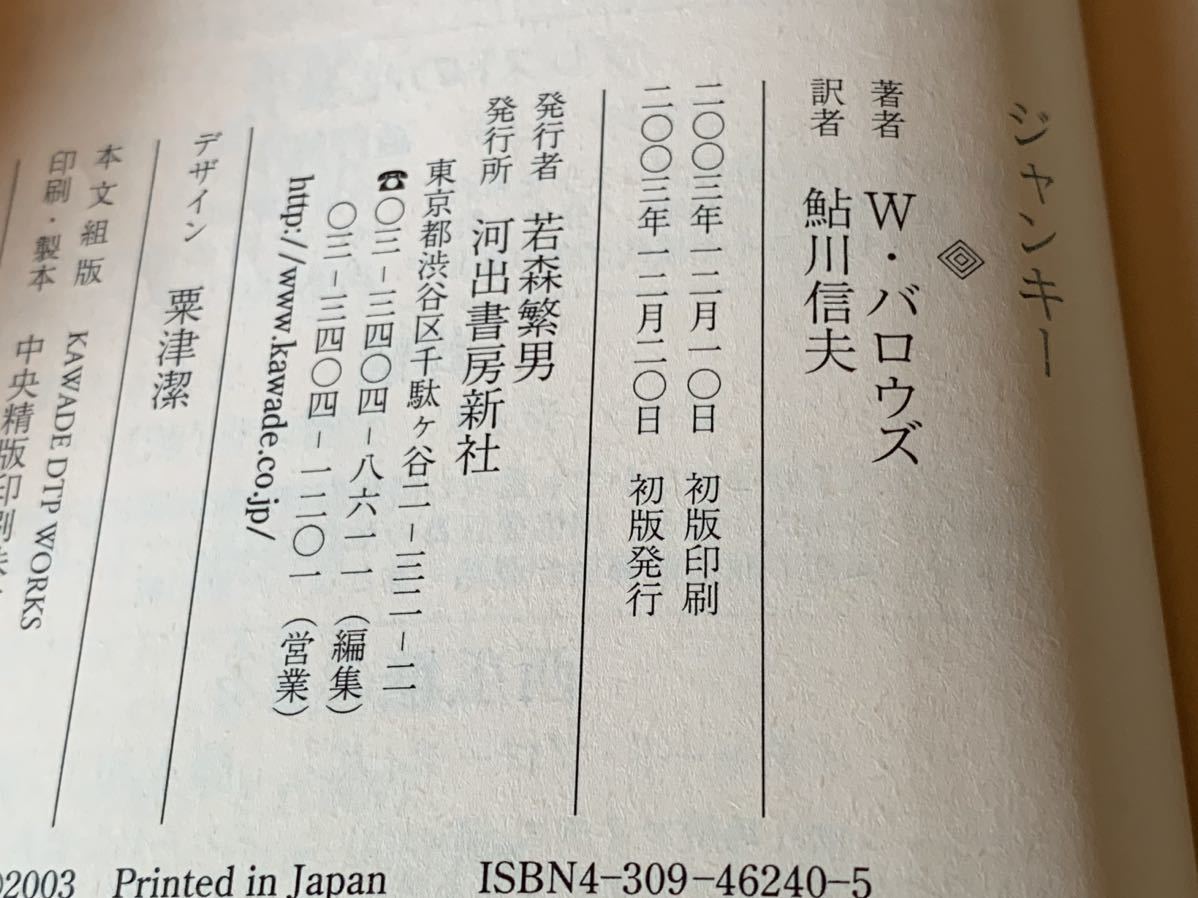 ジャンキー
著者 W・バロウズ
訳者 鮎川信夫
二〇〇三年一二月一〇日 初版印刷
二〇〇三年一二月二〇日 初版発行
発行者 若森繁男
発行所 河出書房新社
東京都渋谷区千駄ヶ谷二-三二-二
☎〇三-三四〇四-八六一一(編集)
〇三-三四〇四-一二〇一(営業)
http://www.kawade.co.jp/
デザイン 粟津潔
本文組版 KAWADE DTP WORKS
印刷・製本 中央精版印刷
©2003 Printed in Japan ISBN4-309-46240-5